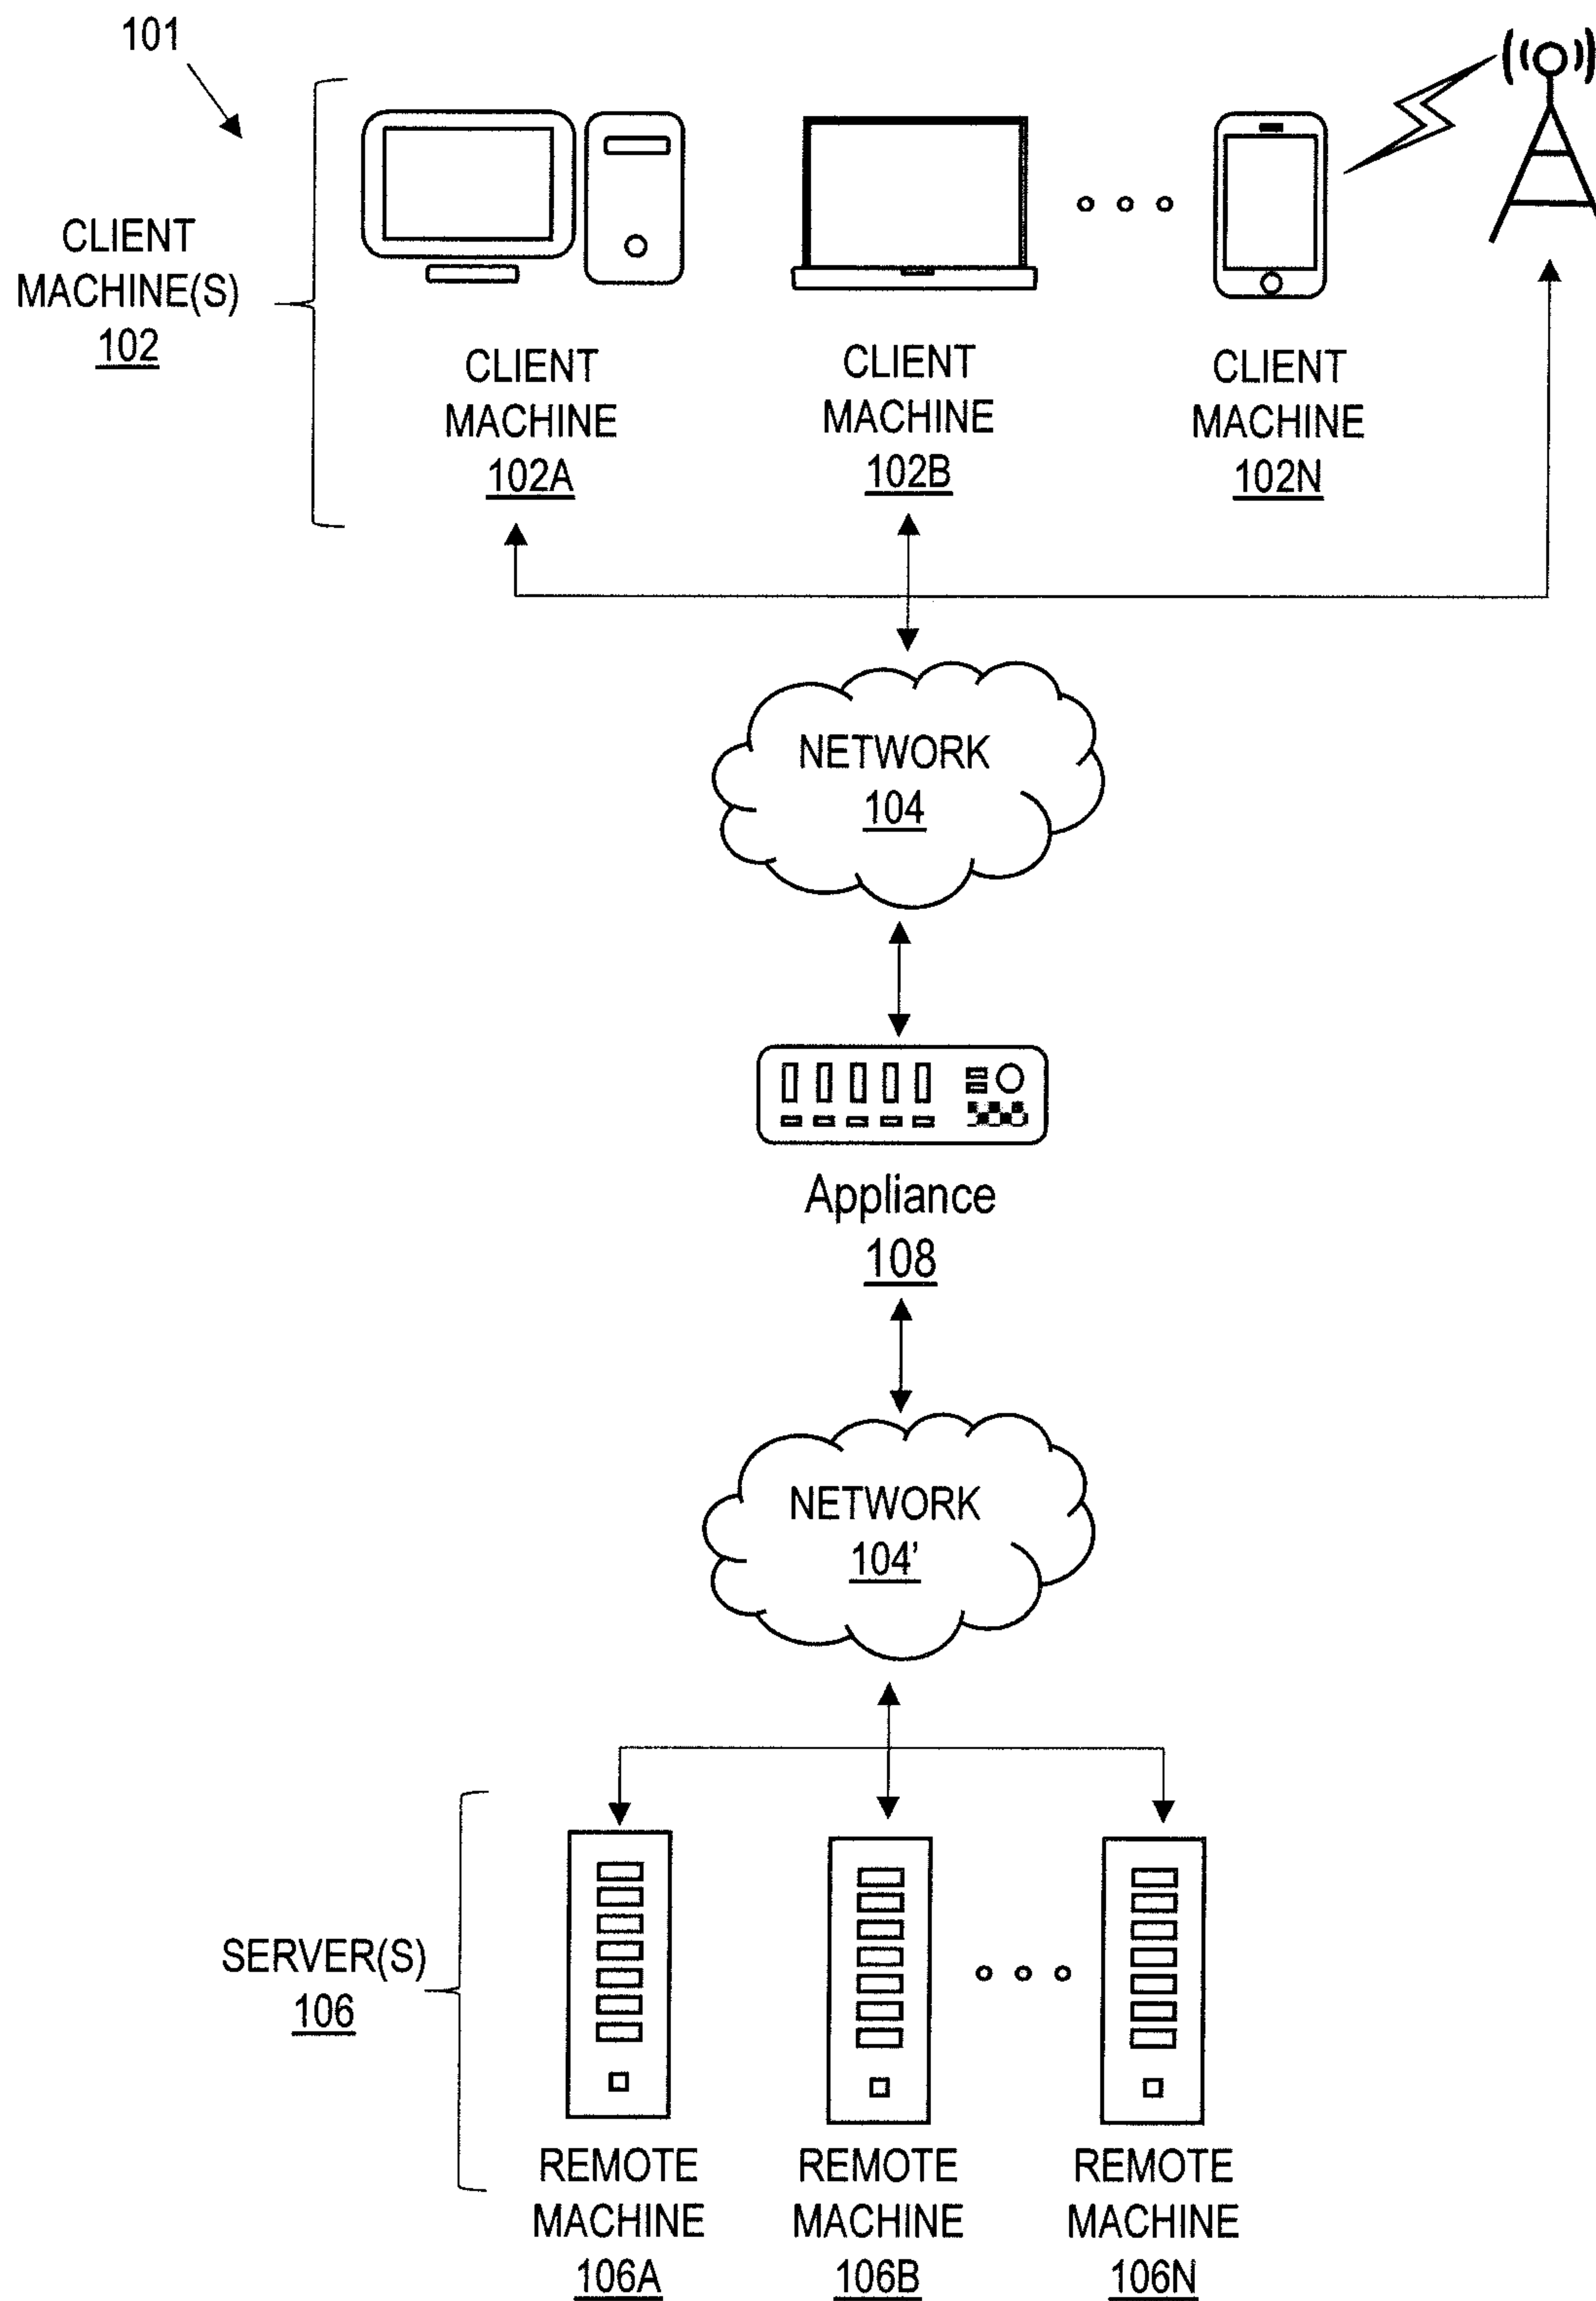 101
CLIENT
MACHINE(S)
102
CLIENT
MACHINE
102A
CLIENT
MACHINE
102B
CLIENT
MACHINE
102N
NETWORK
104
Appliance
108
NETWORK
104'
SERVER(S)
106
REMOTE
MACHINE
106A
REMOTE
MACHINE
106B
REMOTE
MACHINE
106N